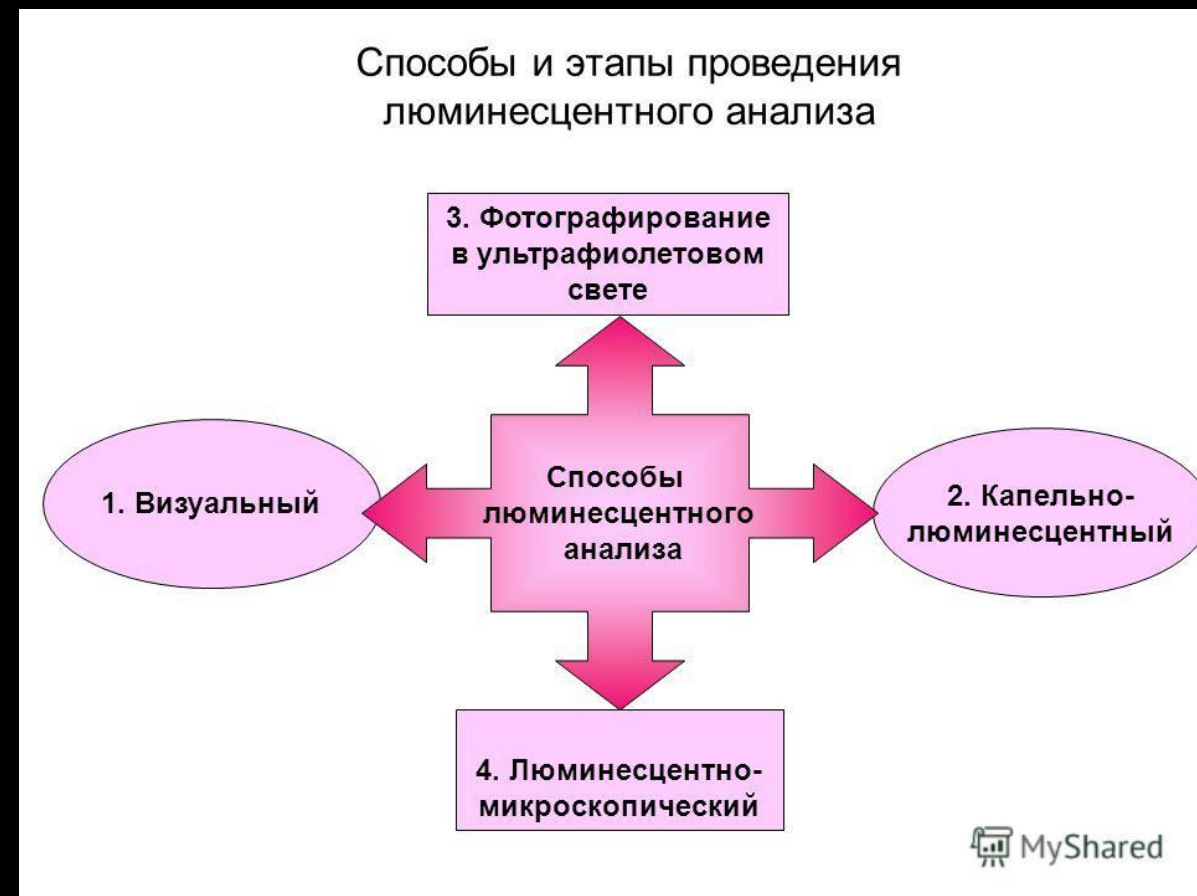 Способы и этапы проведения
люминесцентного анализа
3. Фотографирование
в ультрафиолетовом
свете
1. Визуальный
Способы
люминесцентного
анализа
2. Капельно-
люминесцентный
4. Люминесцентно-
микроскопический
MyShared